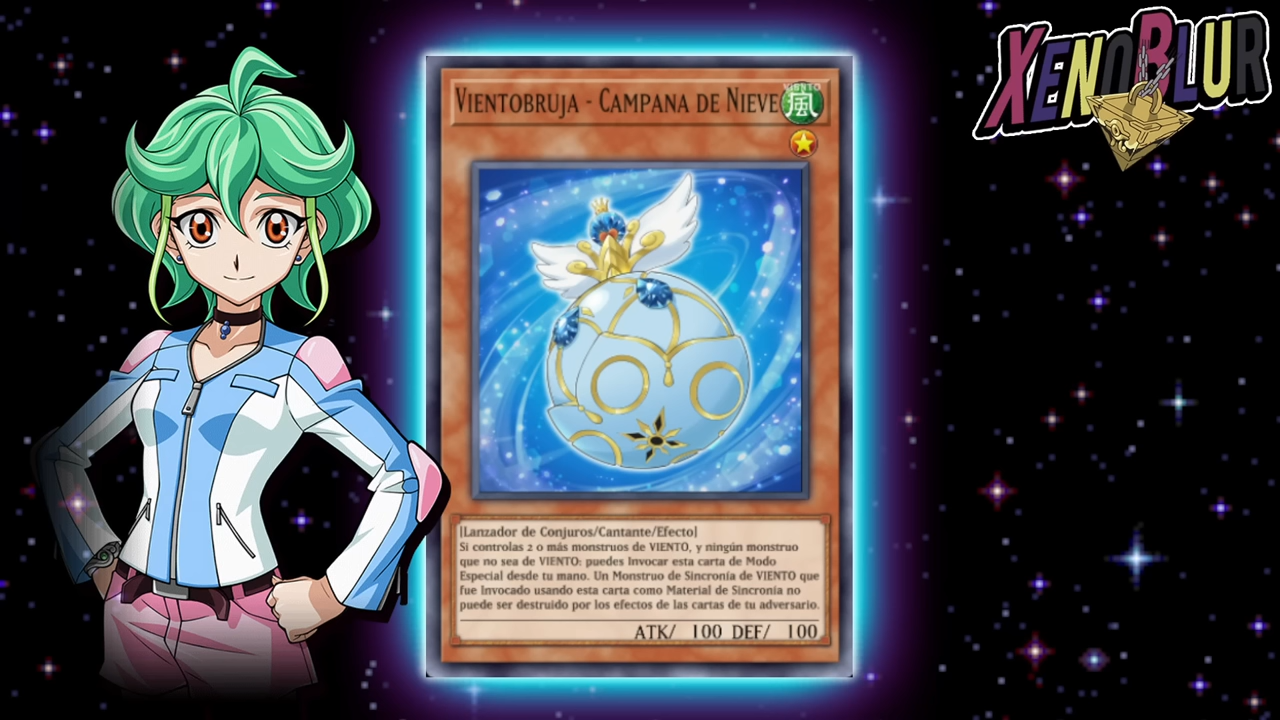 XENOBLUR
VIENTOBRUJA - CAMPANA DE NIEVE
VIENTO
風
[Lanzador de Conjuros/Cantante/Efecto]
Si controlas 2 o más monstruos de VIENTO, y ningún monstruo
que no sea de VIENTO: puedes Invocar esta carta de Modo
Especial desde tu mano. Un Monstruo de Sincronía de VIENTO que
fue Invocado usando esta carta como Material de Sincronía no
puede ser destruido por los efectos de las cartas de tu adversario.
ATK/ 100 DEF/ 100